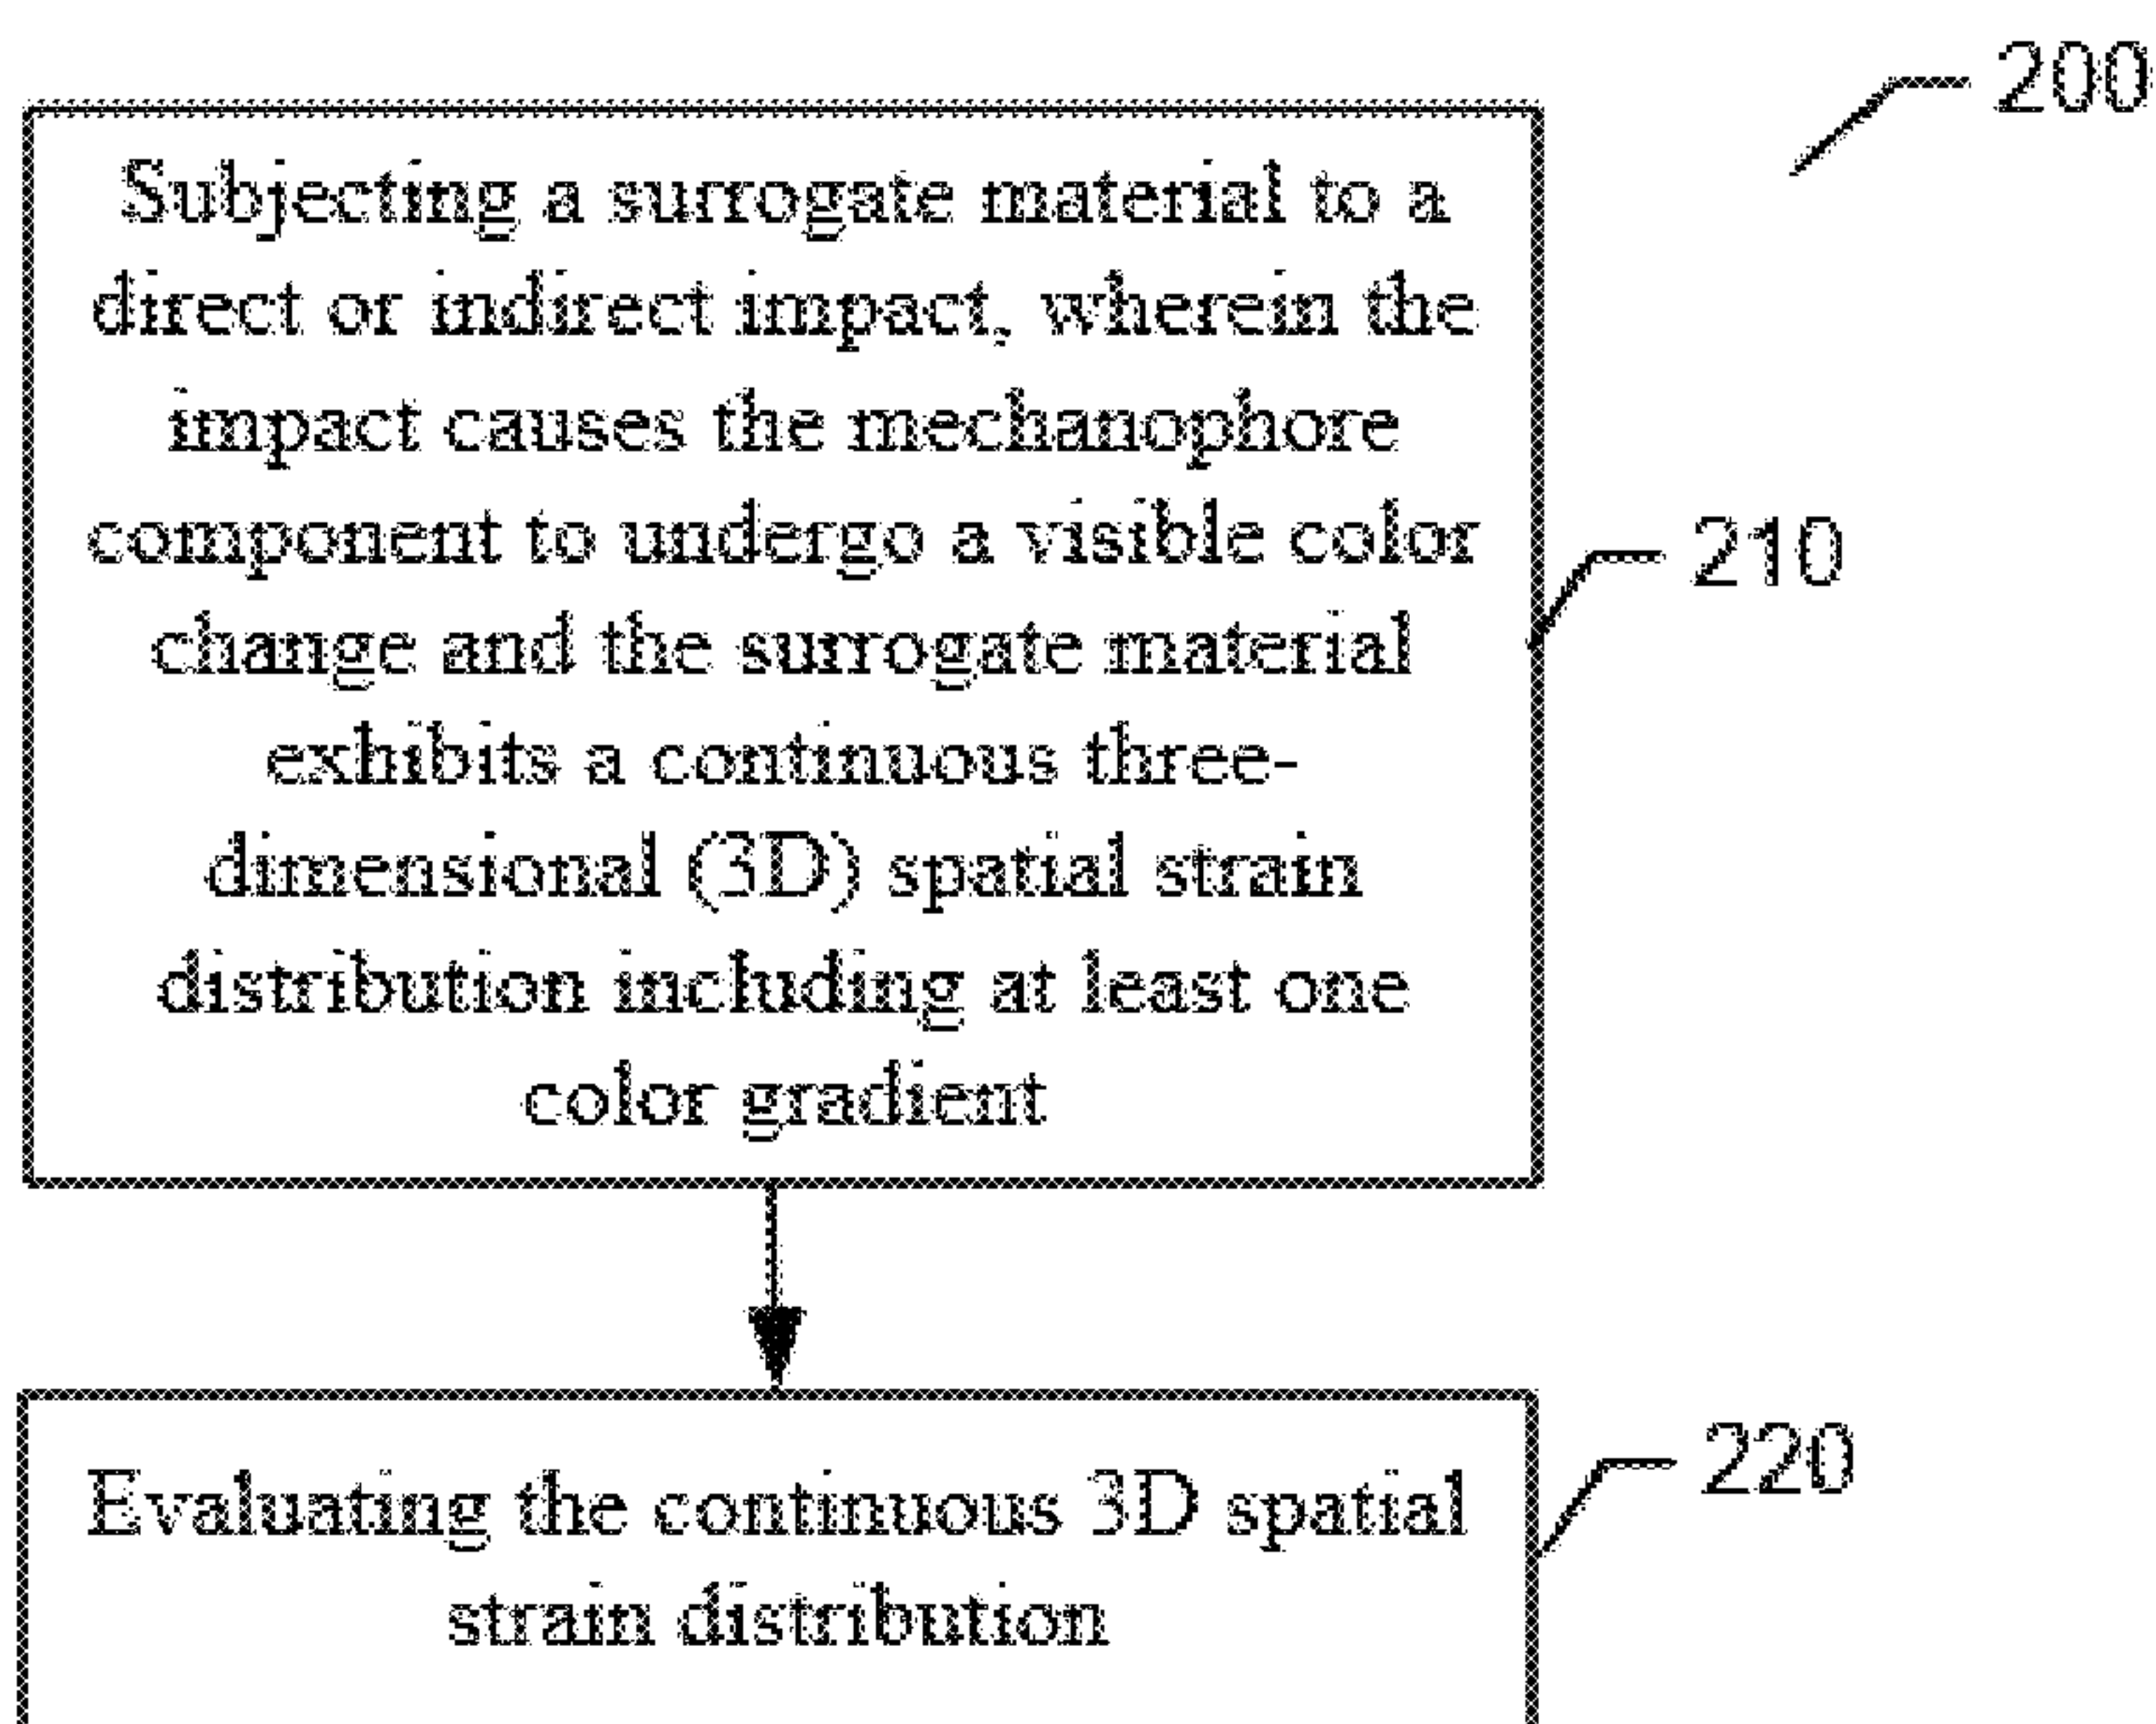 200
Subjecting a surrogate material to a
direct or indirect impact, wherein the
impact causes the mechanophore
component to undergo a visible color
210
change and the surrogate material
exhibits a continuous three-
dimensional (3D) spatial strain
distribution including at least one
color gradient
220
Evaluating the continuous 3D spatial
strain distribution